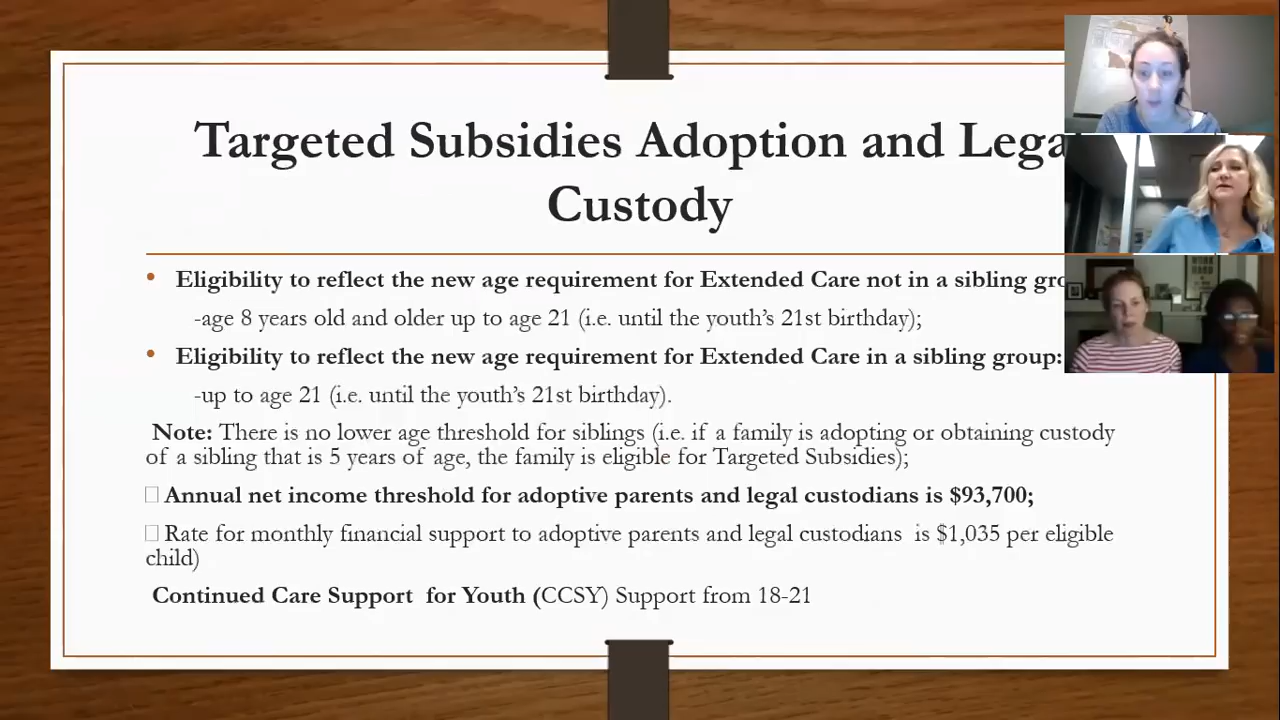 Targeted Subsidies Adoption and Lega
Custody
• Eligibility to reflect the new age requirement for Extended Care not in a sibling gro
-age 8 years old and older up to age 21 (i.e. until the youth’s 21st birthday);
• Eligibility to reflect the new age requirement for Extended Care in a sibling group:
-up to age 21 (i.e. until the youth’s 21st birthday).
Note: There is no lower age threshold for siblings (i.e. if a family is adopting or obtaining custody
of a sibling that is 5 years of age, the family is eligible for Targeted Subsidies);
□ Annual net income threshold for adoptive parents and legal custodians is $93,700;
□ Rate for monthly financial support to adoptive parents and legal custodians is $1,035 per eligible
child)
Continued Care Support for Youth (CCSY) Support from 18-21